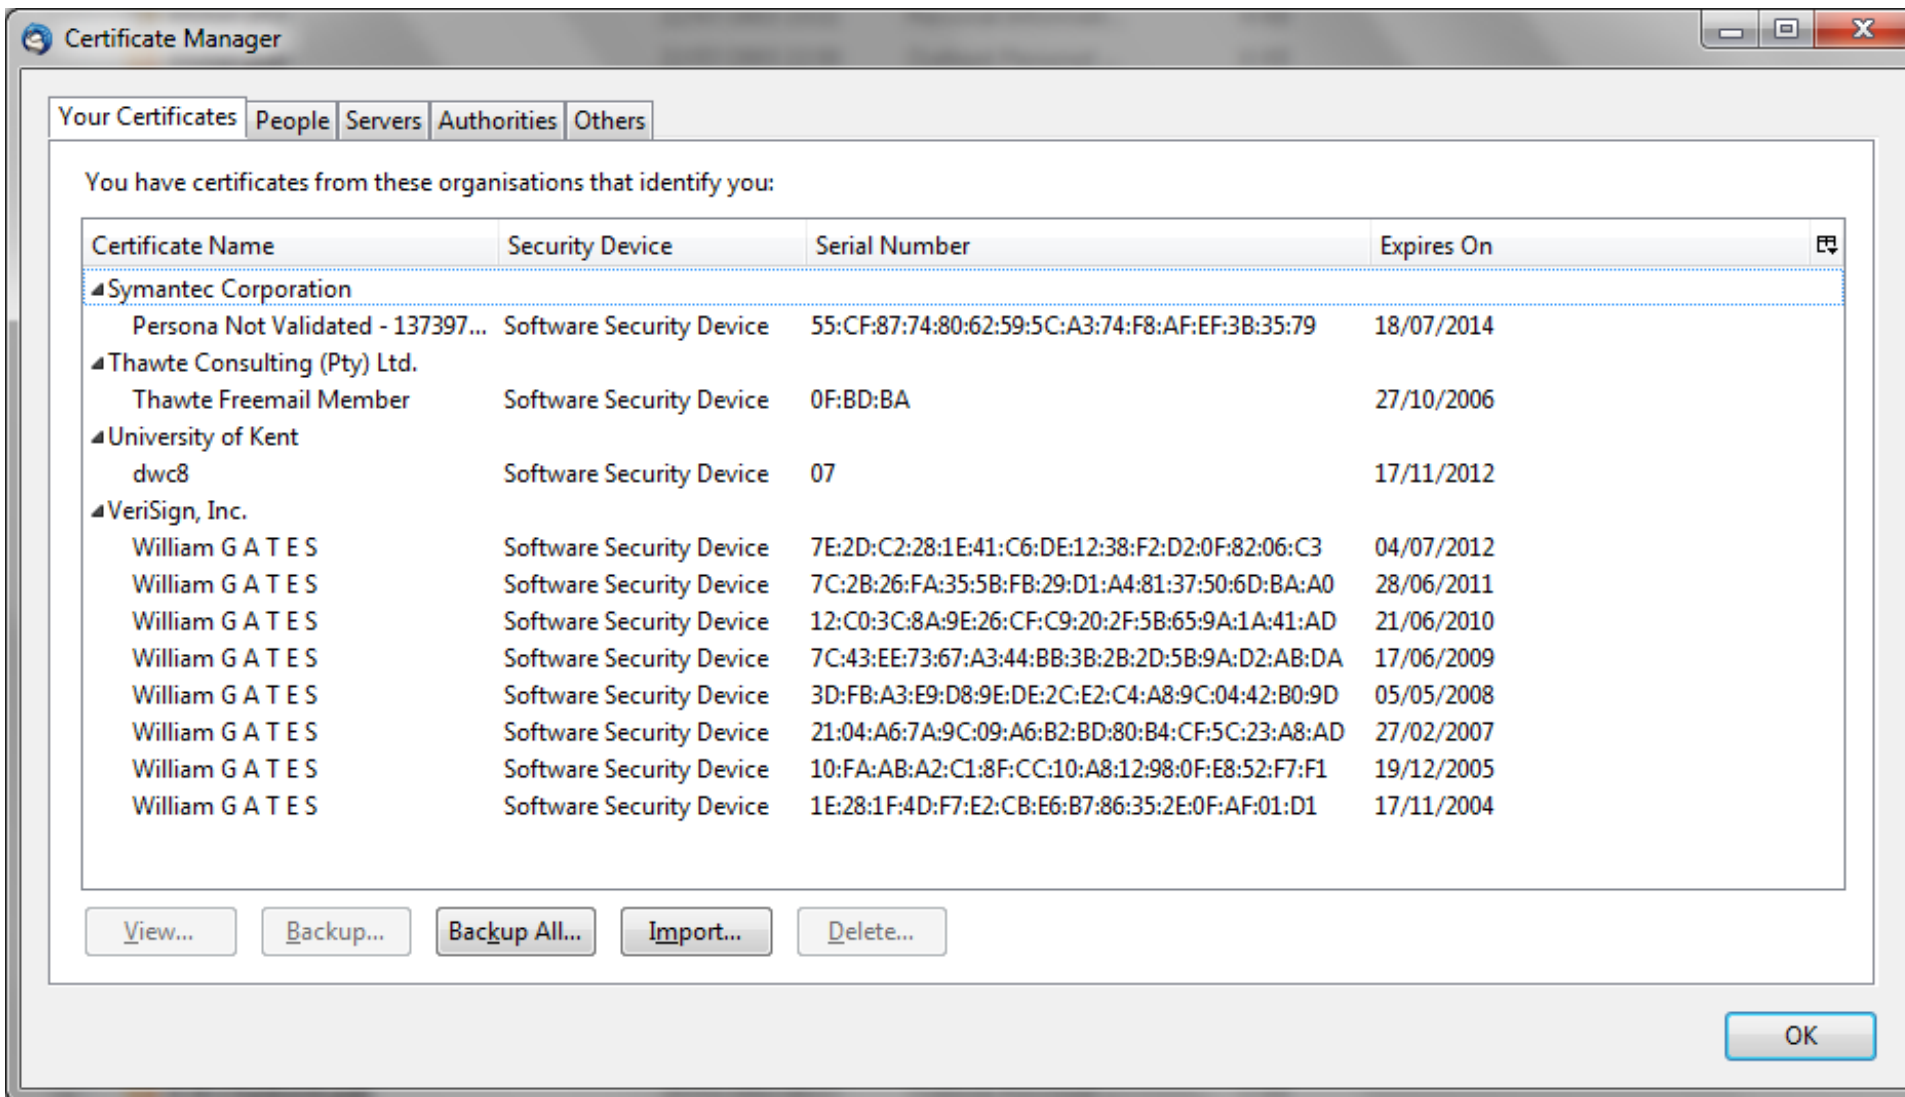 Certificate Manager
Your Certificates People Servers Authorities Others
You have certificates from these organisations that identify you:
Certificate Name Security Device Serial Number Expires On
Symantec Corporation
Persona Not Validated - 137397... Software Security Device 55:CF:87:74:80:62:59:5C:A3:74:F8:AF:EF:3B:35:79 18/07/2014
Thawte Consulting (Pty) Ltd.
Thawte Freemail Member Software Security Device 0F:BD:BA 27/10/2006
University of Kent
dwc8 Software Security Device 07 17/11/2012
VeriSign, Inc.
William G A T E S Software Security Device 7E:2D:C2:28:1E:41:C6:DE:12:38:F2:D2:0F:82:06:C3 04/07/2012
William G A T E S Software Security Device 7C:2B:26:FA:35:5B:FB:29:D1:A4:81:37:50:6D:BA:A0 28/06/2011
William G A T E S Software Security Device 12:C0:3C:8A:9E:26:CF:C9:20:2F:5B:65:9A:1A:41:AD 21/06/2010
William G A T E S Software Security Device 7C:43:EE:73:67:A3:44:BB:3B:2B:2D:5B:9A:D2:AB:DA 17/06/2009
William G A T E S Software Security Device 3D:FB:A3:E9:D8:9E:DE:2C:E2:C4:A8:9C:04:42:B0:9D 05/05/2008
William G A T E S Software Security Device 21:04:A6:7A:9C:09:A6:B2:BD:80:B4:CF:5C:23:A8:AD 27/02/2007
William G A T E S Software Security Device 10:FA:AB:A2:C1:8F:CC:10:A8:12:98:0F:E8:52:F7:F1 19/12/2005
William G A T E S Software Security Device 1E:28:1F:4D:F7:E2:CB:E6:B7:86:35:2E:0F:AF:01:D1 17/11/2004
View... Backup... Backup All... Import... Delete...
OK